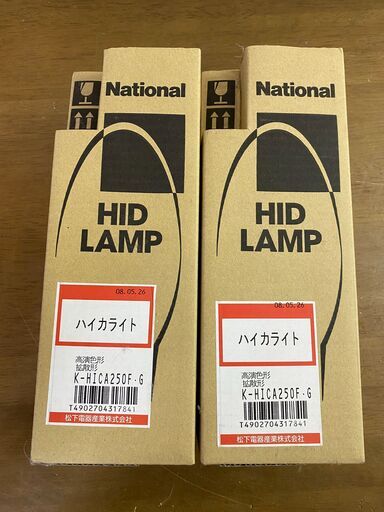 National
HID
LAMP
08.05.26
ハイカライト
高演色形
拡散形
K-HICA250F・G
T4902704317841
松下電器産業株式会社
National
HID
LAMP
08.05.26
ハイカライト
高演色形
拡散形
K-HICA250F・G
T4902704317841
松下電器産業株式会社